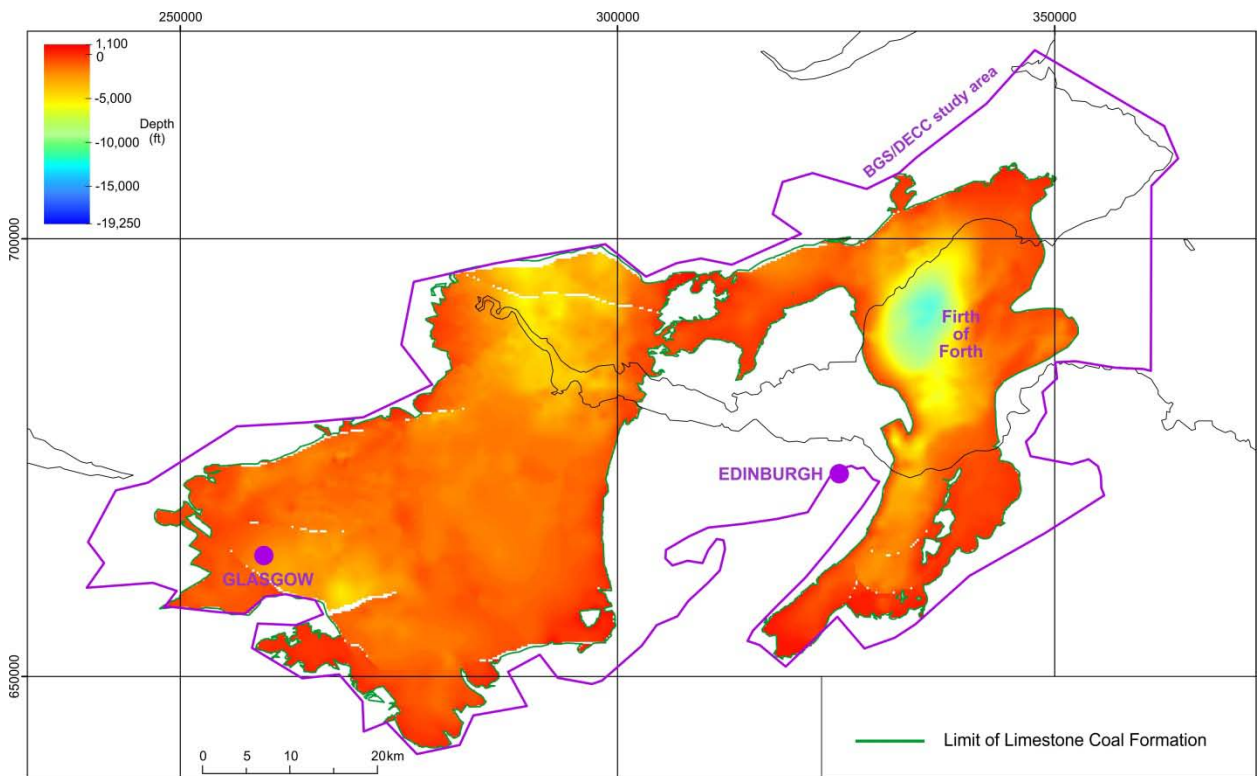 250000
300000
350000
1,100
0
-5,000
Depth
(ft)
-10,000
-15,000
-19,250
BGS/DECC study area
700000
Firth
of
Forth
EDINBURGH
GLASGOW
650000
0 5 10 20km
Limit of Limestone Coal Formation